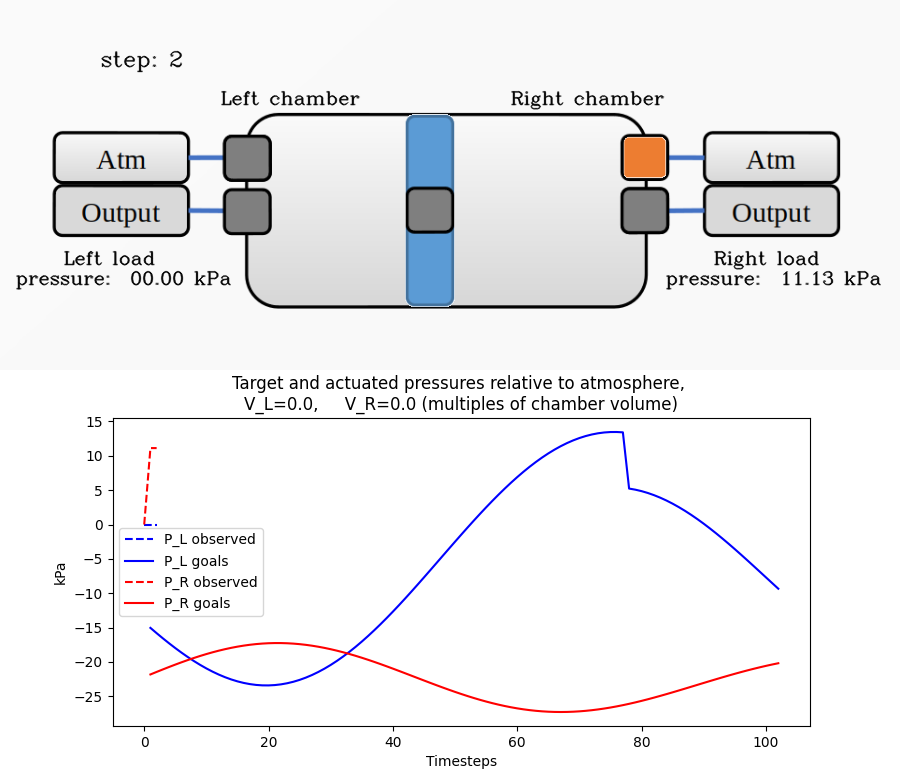 step: 2
Left chamber
Right chamber
Atm
Atm
Output
Output
Left load
pressure: 00.00 kPa
Right load
pressure: 11.13 kPa
Target and actuated pressures relative to atmosphere,
V_L=0.0, V_R=0.0 (multiples of chamber volume)
15
10
5
0
−5
−10
−15
−20
−25
kPa
P_L observed
P_L goals
P_R observed
P_R goals
0 20 40 60 80 100
Timesteps